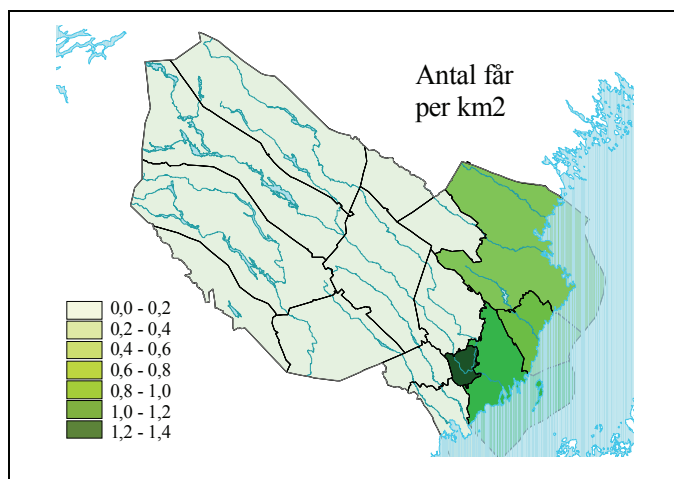 Antal får
per km2
0,0 - 0,2
0,2 - 0,4
0,4 - 0,6
0,6 - 0,8
0,8 - 1,0
1,0 - 1,2
1,2 - 1,4